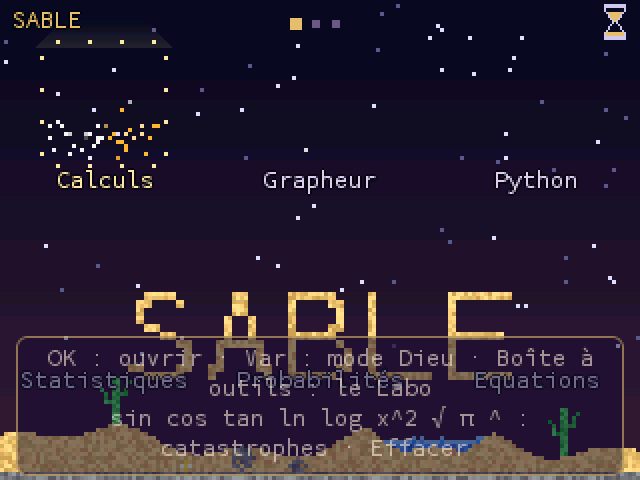 SABLE
Calculs
Grapheur
Python
SABLE
OK : ouvrir · Var : mode Dieu · Boîte à
Statistiques
Probabilités
Equations
outils : le Labo
sin cos tan ln log x^2 √ π ^ :
catastrophes · Effacer